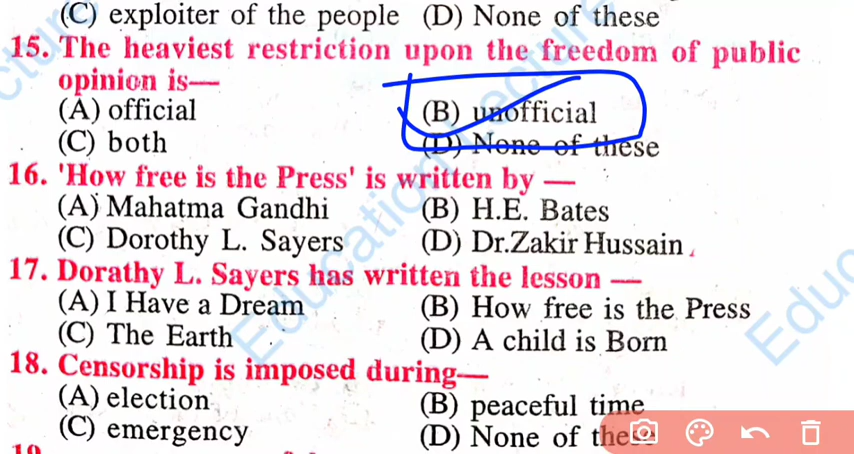 (C) exploiter of the people (D) None of these
15. The heaviest restriction upon the freedom of public
opinion is—
(A) official (B) unofficial
(C) both (D) None of these
16. 'How free is the Press' is written by —
(A) Mahatma Gandhi (B) H.E. Bates
(C) Dorothy L. Sayers (D) Dr.Zakir Hussain
17. Dorathy L. Sayers has written the lesson —
(A) I Have a Dream (B) How free is the Press
(C) The Earth (D) A child is Born
18. Censorship is imposed during—
(A) election (B) peaceful time
(C) emergency (D) None of these
Education Lecture